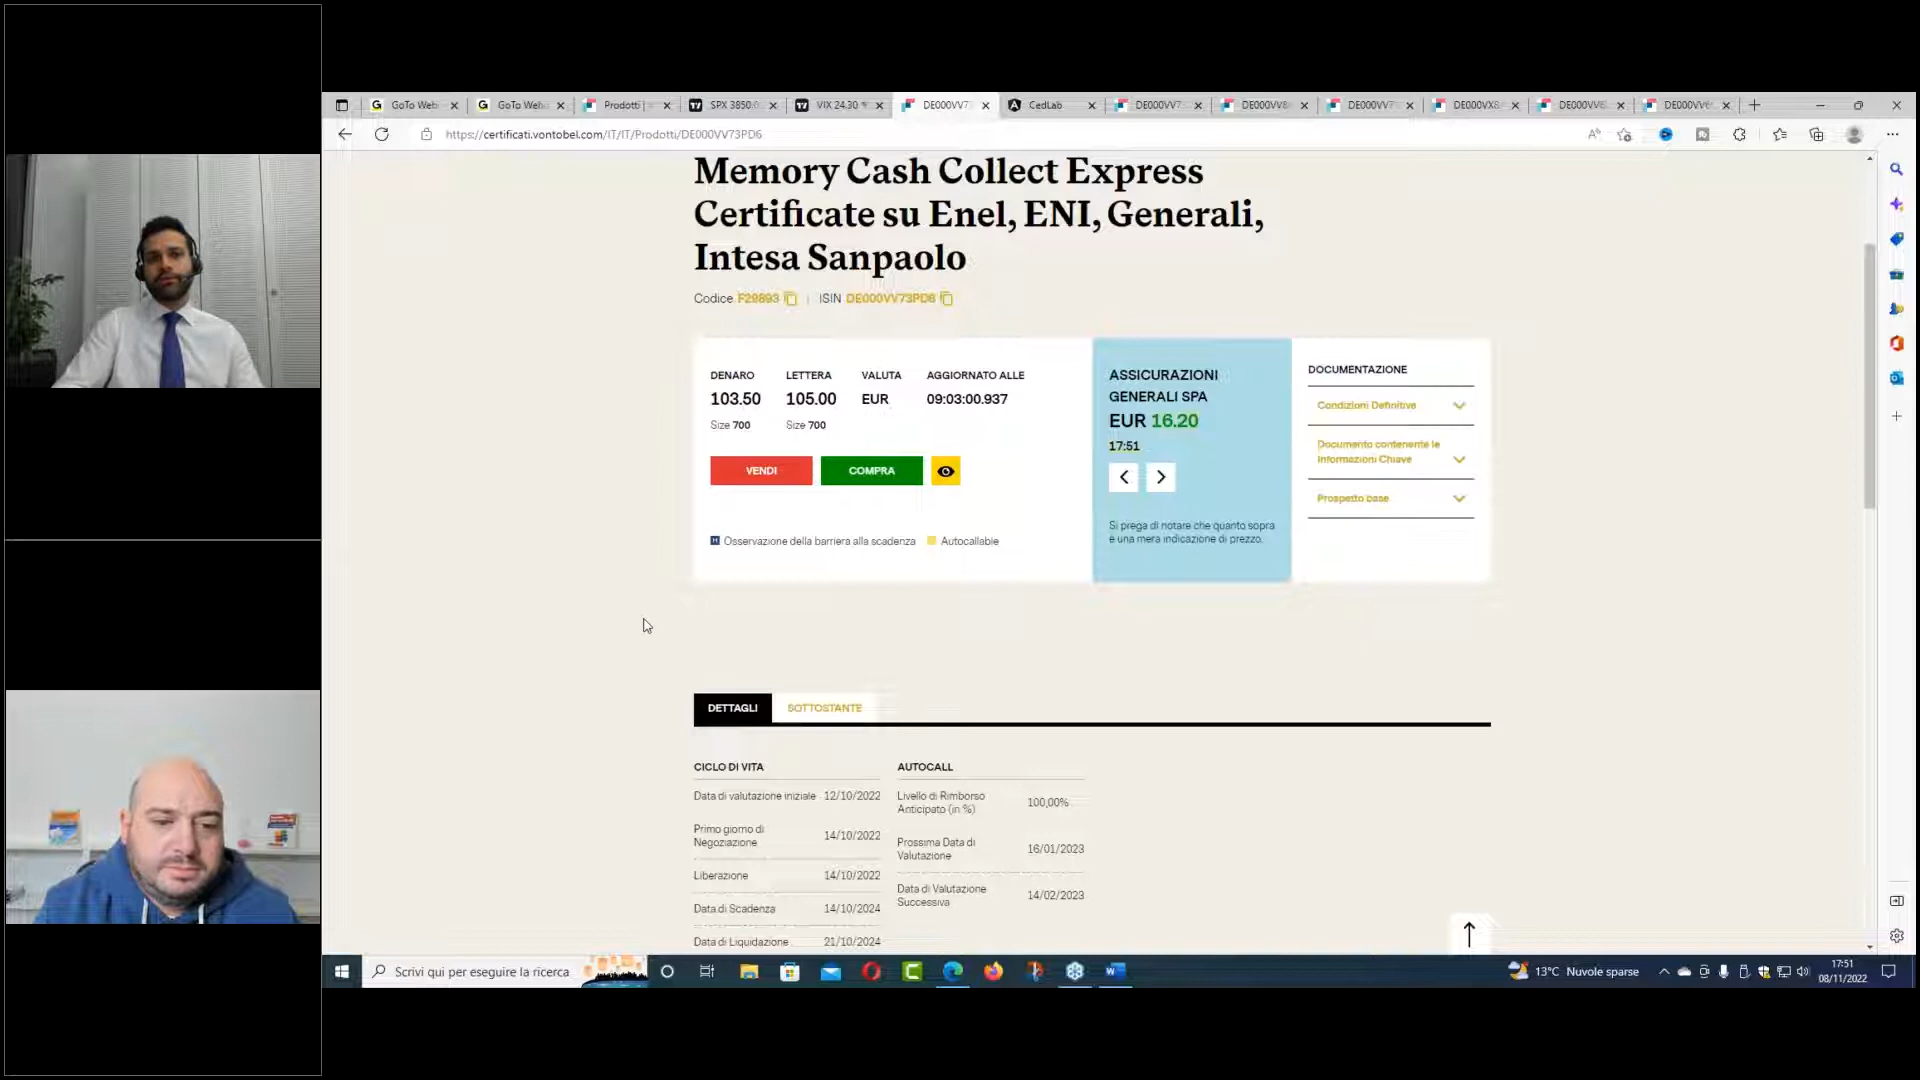 GoTo Web
GoTo Web
Prodotti |
SPX 3850.
VIX 24.30
DE000VV7
CedLab
DE000VV7
DE000VV8
DE000VV7
DE000VX8
DE000VV6
DE000VV6
https://certificati.vontobel.com/IT/IT/Prodotti/DE000VV73PD6
Memory Cash Collect Express
Certificate su Enel, ENI, Generali,
Intesa Sanpaolo
Codice F29893 | ISIN DE000VV73PD6
DENARO
103.50
Size 700
LETTERA
105.00
Size 700
VALUTA
EUR
AGGIORNATO ALLE
09:03:00.937
VENDI
COMPRA
Osservazione della barriera alla scadenza
Autocallable
ASSICURAZIONI
GENERALI SPA
EUR 16.20
17:51
Si prega di notare che quanto sopra
è una mera indicazione di prezzo.
DOCUMENTAZIONE
Condizioni Definitive
Documento contenente le
Informazioni Chiave
Prospetto base
DETTAGLI
SOTTOSTANTE
CICLO DI VITA
Data di valutazione iniziale 12/10/2022
Primo giorno di
Negoziazione 14/10/2022
Liberazione 14/10/2022
Data di Scadenza 14/10/2024
Data di Liquidazione 21/10/2024
AUTOCALL
Livello di Rimborso
Anticipato (in %) 100,00%
Prossima Data di
Valutazione 16/01/2023
Data di Valutazione
Successiva 14/02/2023
Scrivi qui per eseguire la ricerca
13°C Nuvole sparse
17:51
08/11/2022